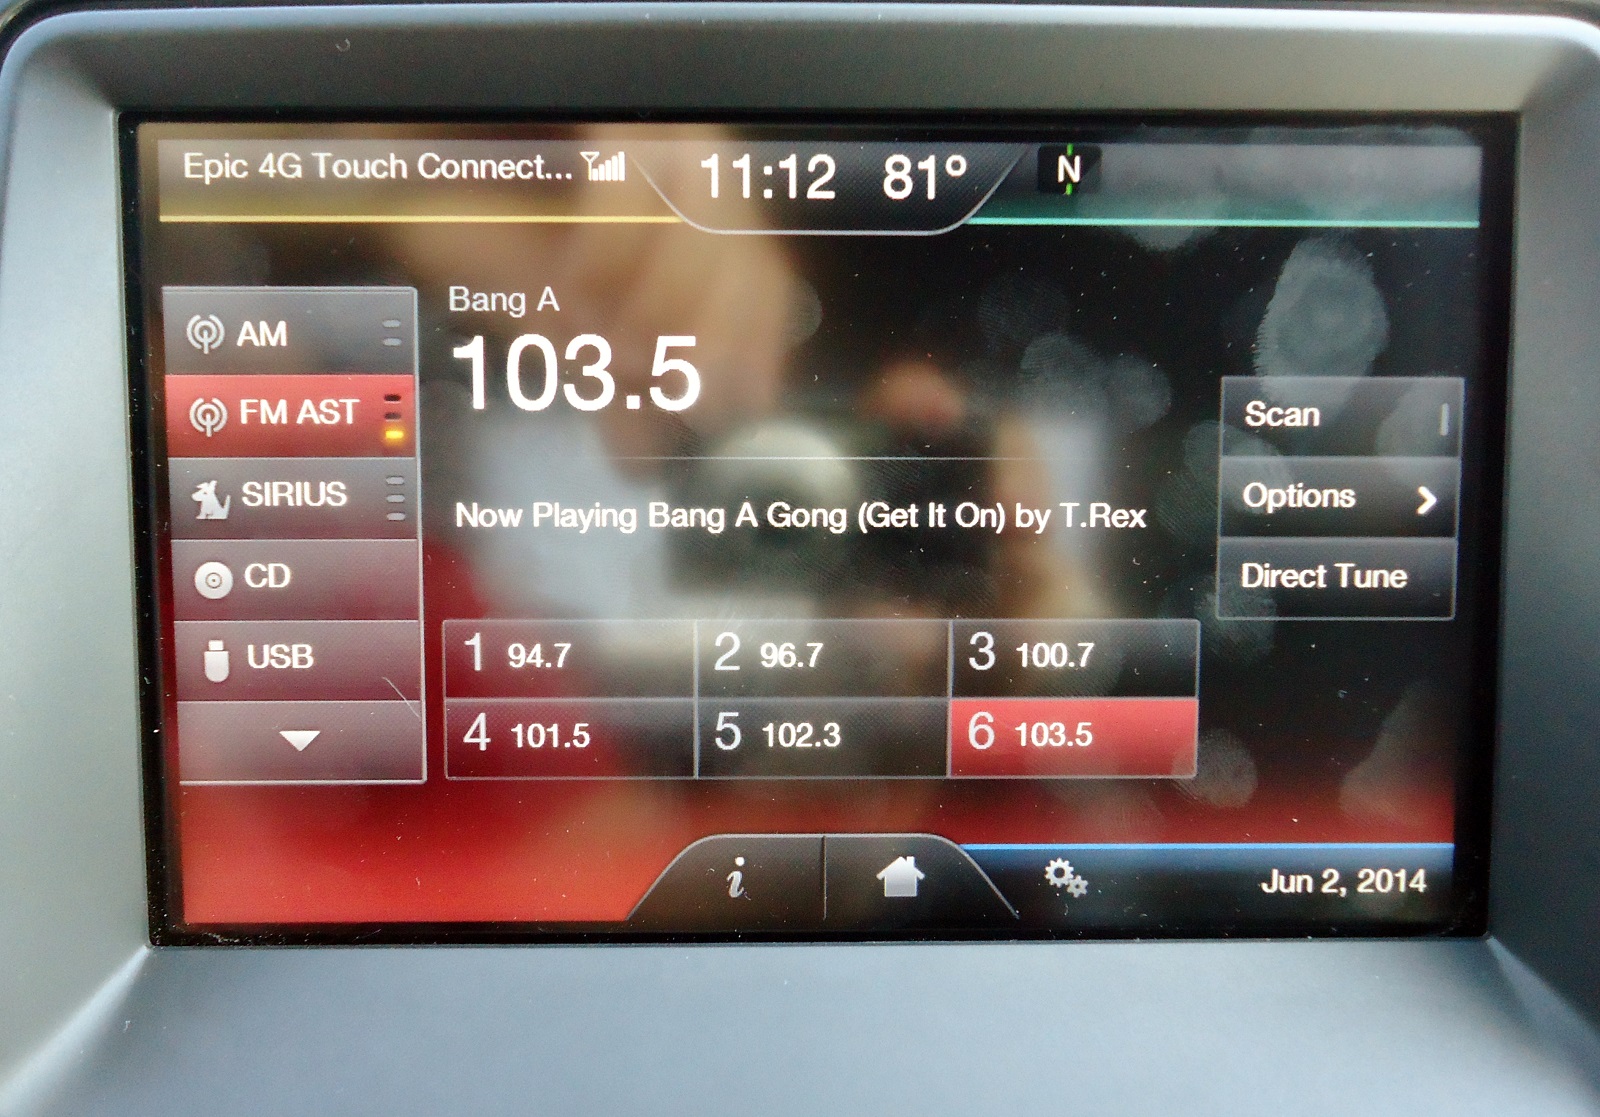 Epic 4G Touch Connect...
11:12 81°
N
AM
FM AST
SIRIUS
CD
USB
Bang A
103.5
Now Playing Bang A Gong (Get It On) by T.Rex
Scan
Options
Direct Tune
1 94.7
2 96.7
3 100.7
4 101.5
5 102.3
6 103.5
i
Jun 2, 2014